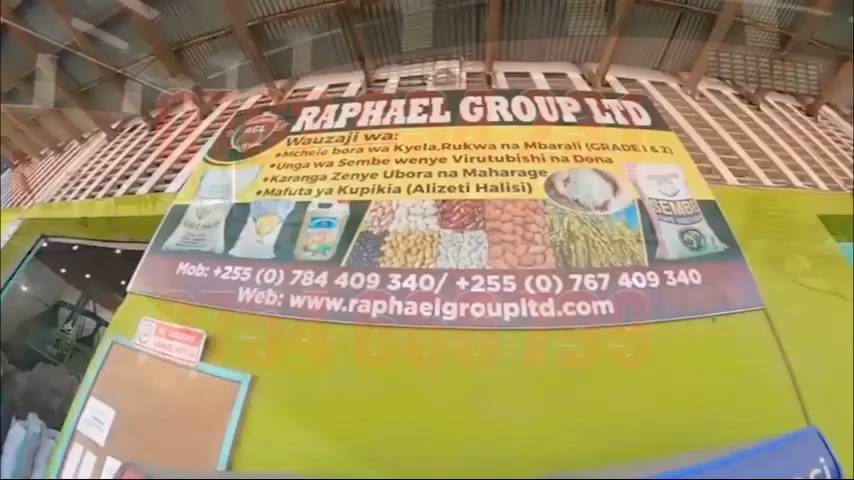 RAPHAEL GROUP LTD
RGL
Wauzaji wa:
•Mchele bora wa Kyela,Rukwa na Mbarali (GRADE 1 & 2)
•Unga wa Sembe wenye Virutubishi na Dona
•Karanga Zenye Ubora na Maharage
•Mafuta ya Kupikia (Alizeti Halisi)
SEMBE
Mob: +255 (0) 784 409 340/ +255 (0) 767 409 340
Web: www.raphaelgroupltd.com